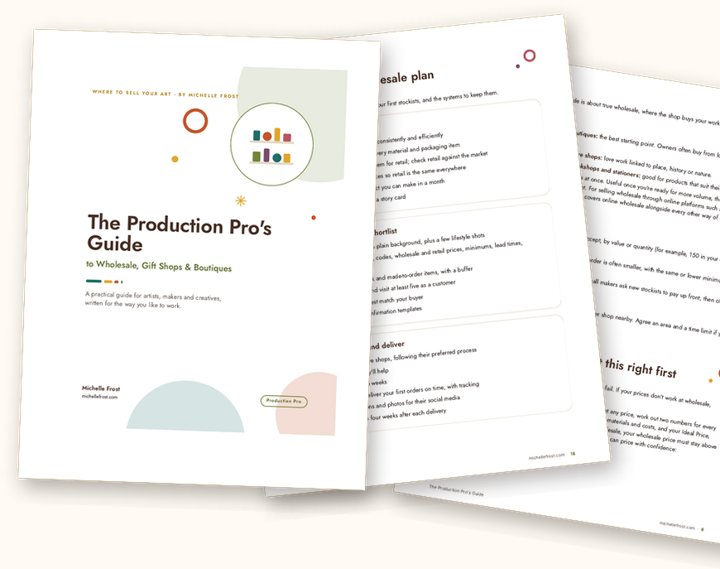 WHERE TO SELL YOUR ART · BY MICHELLE FROST
The Production Pro's
Guide
to Wholesale, Gift Shops & Boutiques
A practical guide for artists, makers and creatives,
written for the way you like to work.
Michelle Frost
michellefrost.com
Production Pro
esale plan
our first stockists, and the systems to keep them.
consistently and efficiently
very material and packaging item
em for retail; check retail against the market
es so retail is the same everywhere
ct you can make in a month
a story card
hortlist
plain background, plus a few lifestyle shots
codes, wholesale and retail prices, minimums, lead times,
and made-to-order items, with a buffer
nd visit at least five as a customer
est match your buyer
nfirmation templates
nd deliver
e shops, following their preferred process
y'll help
weeks
deliver your first orders on time, with tracking
ns and photos for their social media
four weeks after each delivery
michellefrost.com · 16
de is about true wholesale, where the shop buys your work
utiques: the best starting point. Owners often buy from lo
re shops: love work linked to place, history or nature.
kshops and stationers: good for products that suit their
at once. Useful once you're ready for more volume, th
For selling wholesale through online platforms such
covers online wholesale alongside every other way of
ncept, by value or quantity (for example, 150 in your
order is often smaller, with the same or lower minimu
all makers ask new stockists to pay up front, then o
r shop nearby. Agree an area and a time limit if y
t this right first
fail. If your prices don't work at wholesale,
any price, work out two numbers for every
materials and costs, and your Ideal Price,
esale, your wholesale price must stay above
can price with confidence:
The Production Pro's Guide
michellefrost.com · 4